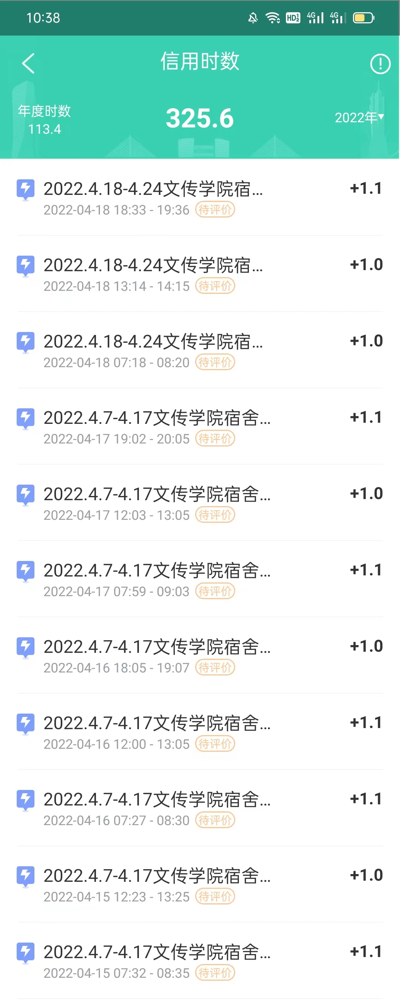 10:38
HD 1 2 4G 4G
信用时数
年度时数
113.4
325.6
2022年
2022.4.18-4.24文传学院宿... +1.1
2022-04-18 18:33 - 19:36 待评价
2022.4.18-4.24文传学院宿... +1.0
2022-04-18 13:14 - 14:15 待评价
2022.4.18-4.24文传学院宿... +1.0
2022-04-18 07:18 - 08:20 待评价
2022.4.7-4.17文传学院宿舍... +1.1
2022-04-17 19:02 - 20:05 待评价
2022.4.7-4.17文传学院宿舍... +1.0
2022-04-17 12:03 - 13:05 待评价
2022.4.7-4.17文传学院宿舍... +1.1
2022-04-17 07:59 - 09:03 待评价
2022.4.7-4.17文传学院宿舍... +1.0
2022-04-16 18:05 - 19:07 待评价
2022.4.7-4.17文传学院宿舍... +1.1
2022-04-16 12:00 - 13:05 待评价
2022.4.7-4.17文传学院宿舍... +1.1
2022-04-16 07:27 - 08:30 待评价
2022.4.7-4.17文传学院宿舍... +1.0
2022-04-15 12:23 - 13:25 待评价
2022.4.7-4.17文传学院宿舍... +1.1
2022-04-15 07:32 - 08:35 待评价